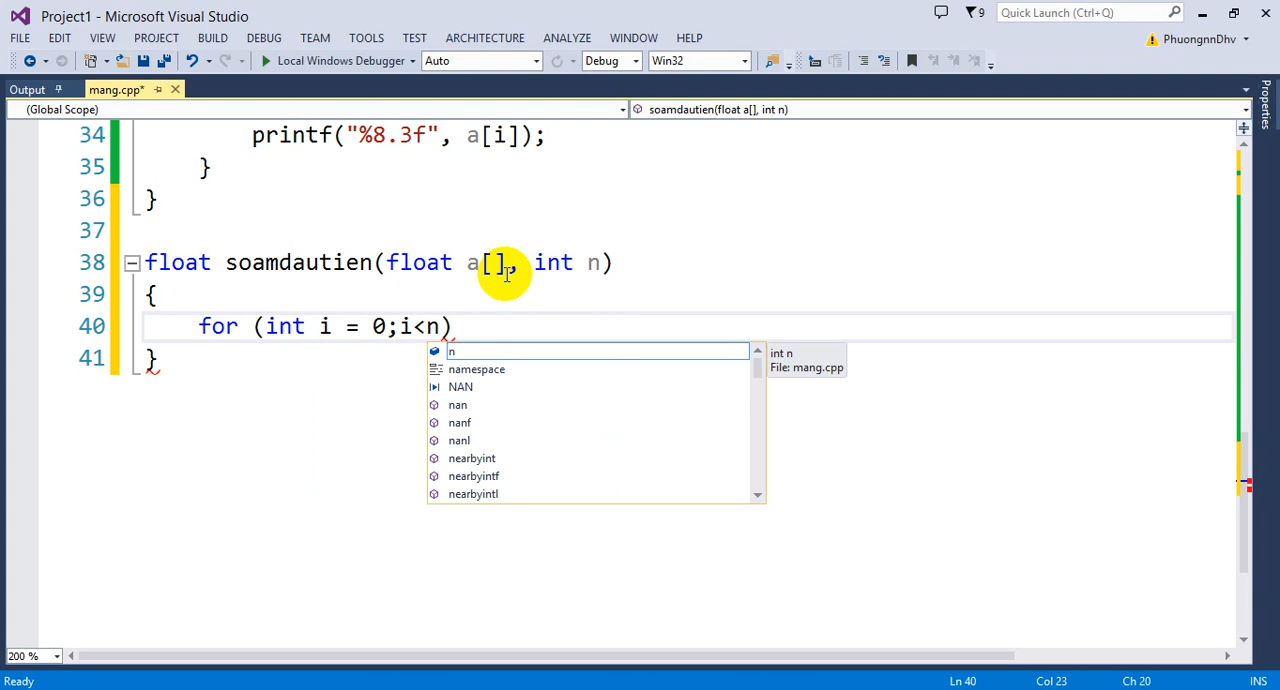 Project1 - Microsoft Visual Studio
9
Quick Launch (Ctrl+Q)
FILE EDIT VIEW PROJECT BUILD DEBUG TEAM TOOLS TEST ARCHITECTURE ANALYZE WINDOW HELP
PhuongnnDhv
Local Windows Debugger Auto Debug Win32
Output mang.cpp*
Properties
(Global Scope) soamdautien(float a[], int n)
34 printf("%8.3f", a[i]);
35 }
36 }
37
38 float soamdautien(float a[], int n)
39 {
40 for (int i = 0;i<n)
41 }
n
namespace
NAN
nan
nanf
nanl
nearbyint
nearbyintf
nearbyintl
int n
File: mang.cpp
200 %
Ready Ln 40 Col 23 Ch 20 INS